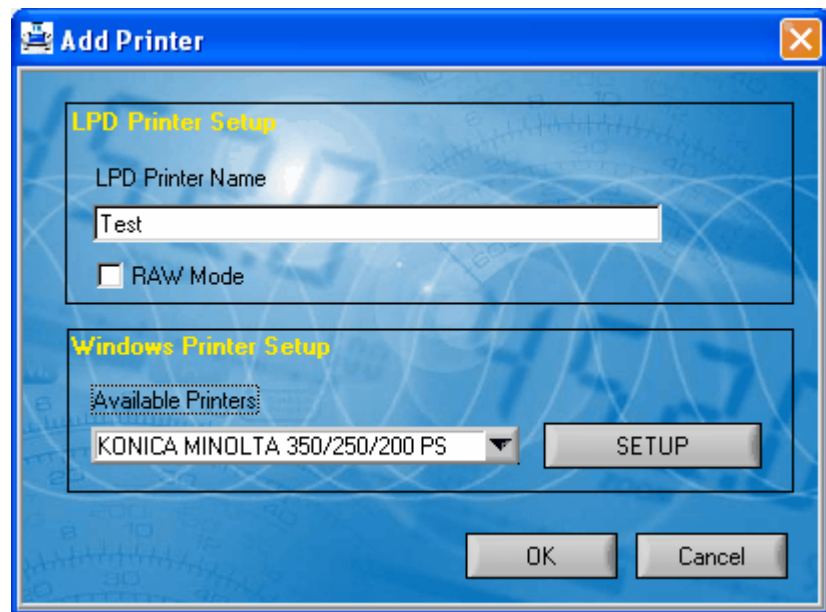 Add Printer
LPD Printer Setup
LPD Printer Name
Test
RAW Mode
Windows Printer Setup
Available Printers
KONICA MINOLTA 350/250/200 PS
SETUP
OK Cancel